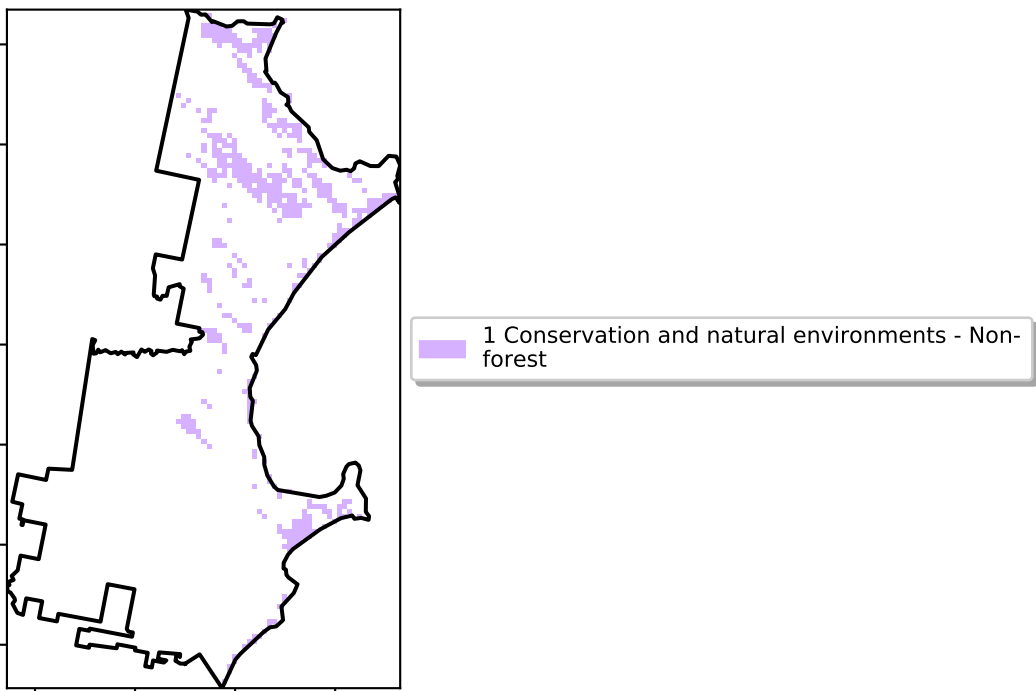 1 Conservation and natural environments - Non-
forest